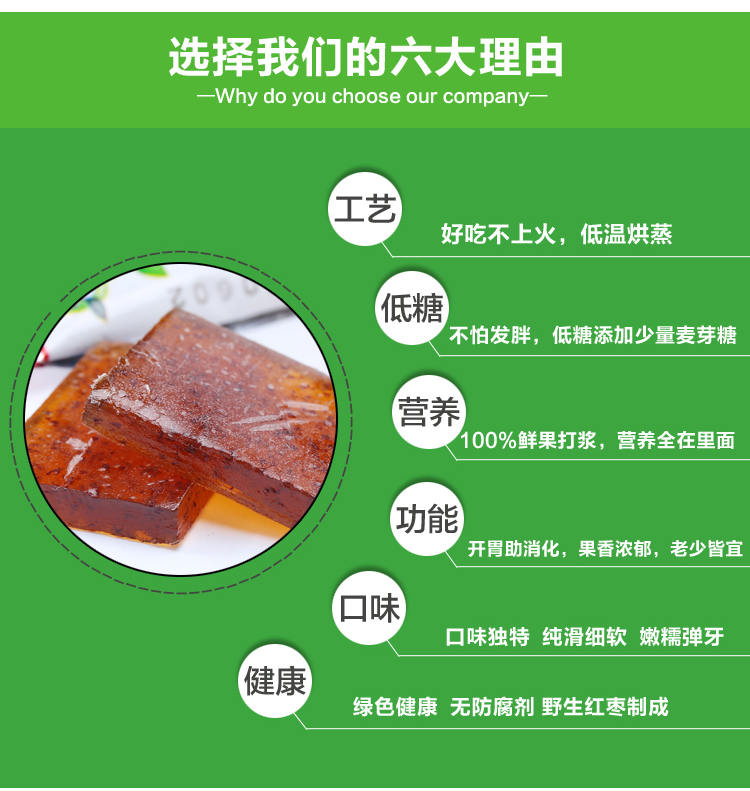 选择我们的六大理由
—Why do you choose our company—
工艺
好吃不上火，低温烘蒸
低糖
不怕发胖，低糖添加少量麦芽糖
营养
100%鲜果打浆，营养全在里面
功能
开胃助消化，果香浓郁，老少皆宜
口味
口味独特 纯滑细软 嫩糯弹牙
健康
绿色健康 无防腐剂 野生红枣制成